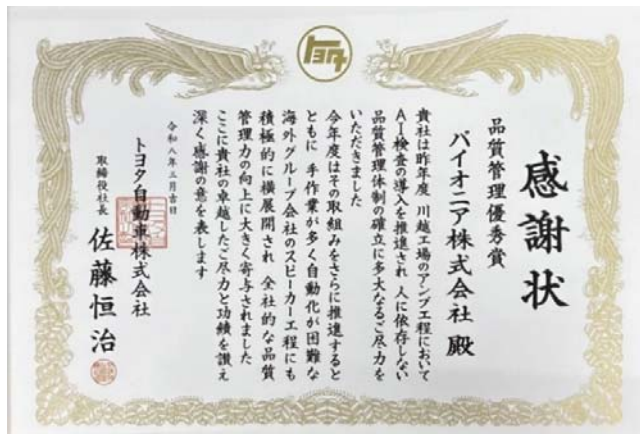 トヨタ
感謝状
品質管理優秀賞
パイオニア株式会社 殿
貴社は昨年度 川越工場のアンプ工程において
AI検査の導入を推進され 人に依存しない
品質管理体制の確立に多大なるご尽力を
いただきました
今年度はその取組みをさらに推進すると
ともに 手作業が多く自動化が困難な
海外グループ会社のスピーカー工程にも
積極的に横展開され 全社的な品質
管理力の向上に大きく寄与されました
ここに貴社の卓越したご尽力と功績を讃え
深く感謝の意を表します
令和八年三月吉日
トヨタ自動車株式会社
取締役社長 佐藤恒治